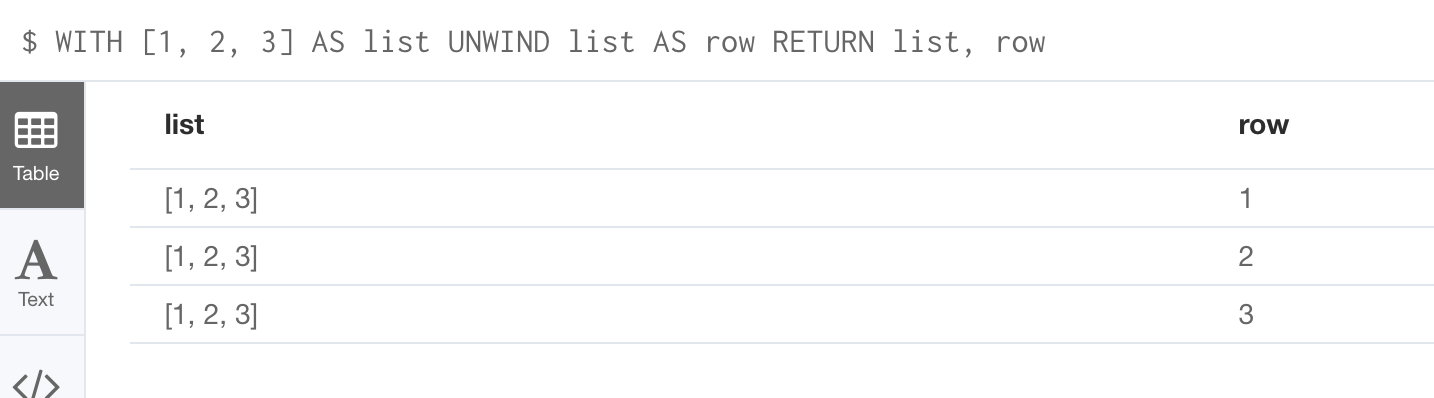 $ WITH [1, 2, 3] AS list UNWIND list AS row RETURN list, row
list row
Table
[1, 2, 3] 1
[1, 2, 3] 2
Text
[1, 2, 3] 3
</>